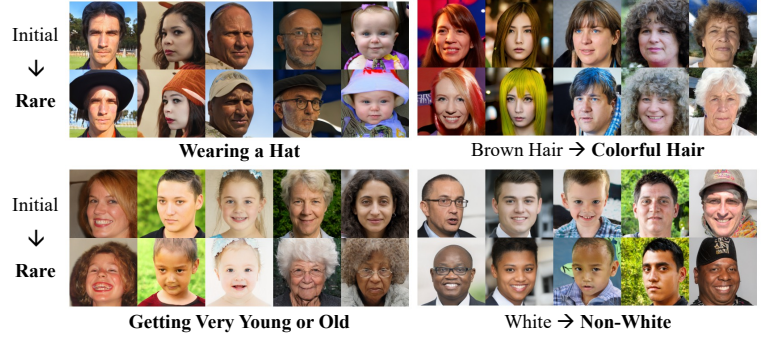 Initial
↓
Rare
Wearing a Hat
Brown Hair → Colorful Hair
Initial
↓
Rare
Getting Very Young or Old
White → Non-White